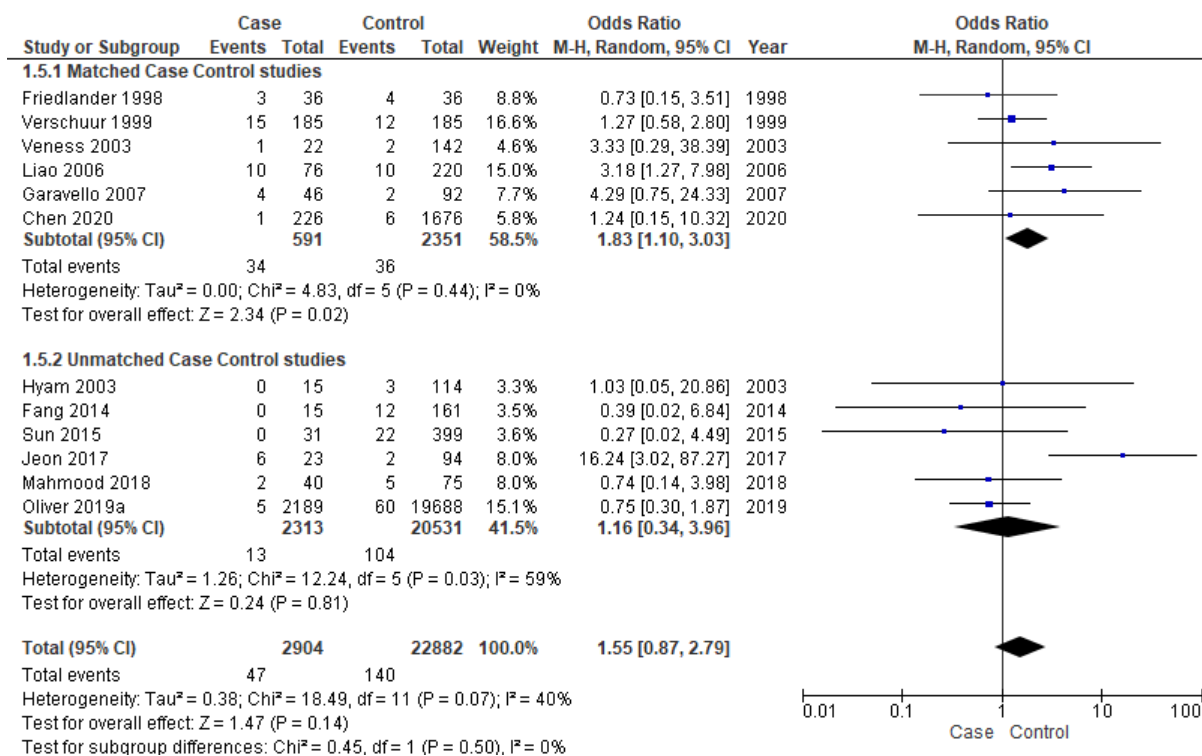 Case Control Odds Ratio Odds Ratio
Study or Subgroup Events Total Events Total Weight M-H, Random, 95% CI Year M-H, Random, 95% CI
1.5.1 Matched Case Control studies
Friedlander 1998 3 36 4 36 8.8% 0.73 [0.15, 3.51] 1998
Verschuur 1999 15 185 12 185 16.6% 1.27 [0.58, 2.80] 1999
Veness 2003 1 22 2 142 4.6% 3.33 [0.29, 38.39] 2003
Liao 2006 10 76 10 220 15.0% 3.18 [1.27, 7.98] 2006
Garavello 2007 4 46 2 92 7.7% 4.29 [0.75, 24.33] 2007
Chen 2020 1 226 6 1676 5.8% 1.24 [0.15, 10.32] 2020
Subtotal (95% CI) 591 2351 58.5% 1.83 [1.10, 3.03]
Total events 34 36
Heterogeneity: Tau² = 0.00; Chi² = 4.83, df = 5 (P = 0.44); I² = 0%
Test for overall effect: Z = 2.34 (P = 0.02)
1.5.2 Unmatched Case Control studies
Hyam 2003 0 15 3 114 3.3% 1.03 [0.05, 20.86] 2003
Fang 2014 0 15 12 161 3.5% 0.39 [0.02, 6.84] 2014
Sun 2015 0 31 22 399 3.6% 0.27 [0.02, 4.49] 2015
Jeon 2017 6 23 2 94 8.0% 16.24 [3.02, 87.27] 2017
Mahmood 2018 2 40 5 75 8.0% 0.74 [0.14, 3.98] 2018
Oliver 2019a 5 2189 60 19688 15.1% 0.75 [0.30, 1.87] 2019
Subtotal (95% CI) 2313 20531 41.5% 1.16 [0.34, 3.96]
Total events 13 104
Heterogeneity: Tau² = 1.26; Chi² = 12.24, df = 5 (P = 0.03); I² = 59%
Test for overall effect: Z = 0.24 (P = 0.81)
Total (95% CI) 2904 22882 100.0% 1.55 [0.87, 2.79]
Total events 47 140
Heterogeneity: Tau² = 0.38; Chi² = 18.49, df = 11 (P = 0.07); I² = 40%
Test for overall effect: Z = 1.47 (P = 0.14)
Test for subgroup differences: Chi² = 0.45, df = 1 (P = 0.50), I² = 0%
0.01 0.1 1 10 100
Case Control